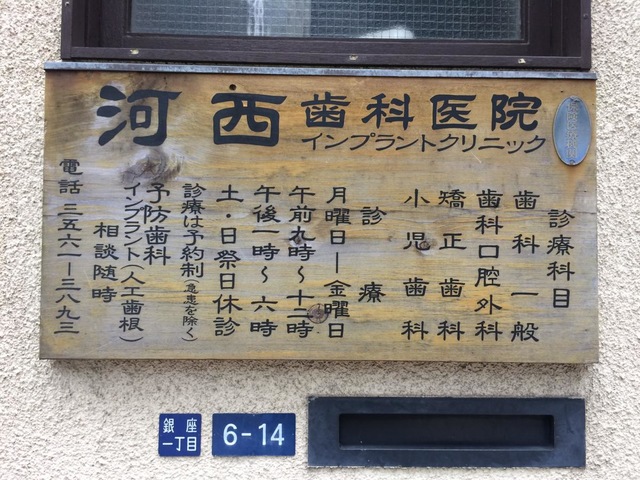 河西歯科医院
インプラントクリニック
診療科目
歯科一般
歯科口腔外科
矯正歯科
小児歯科
診療
月曜日―金曜日
午前九時～十二時
午後一時～六時
土・日祭日休診
診療は予約制(急患を除く)
予防歯科
インプラント(人工歯根)
相談随時
電話 三五六一―三八九三
銀座
一丁目
6-14